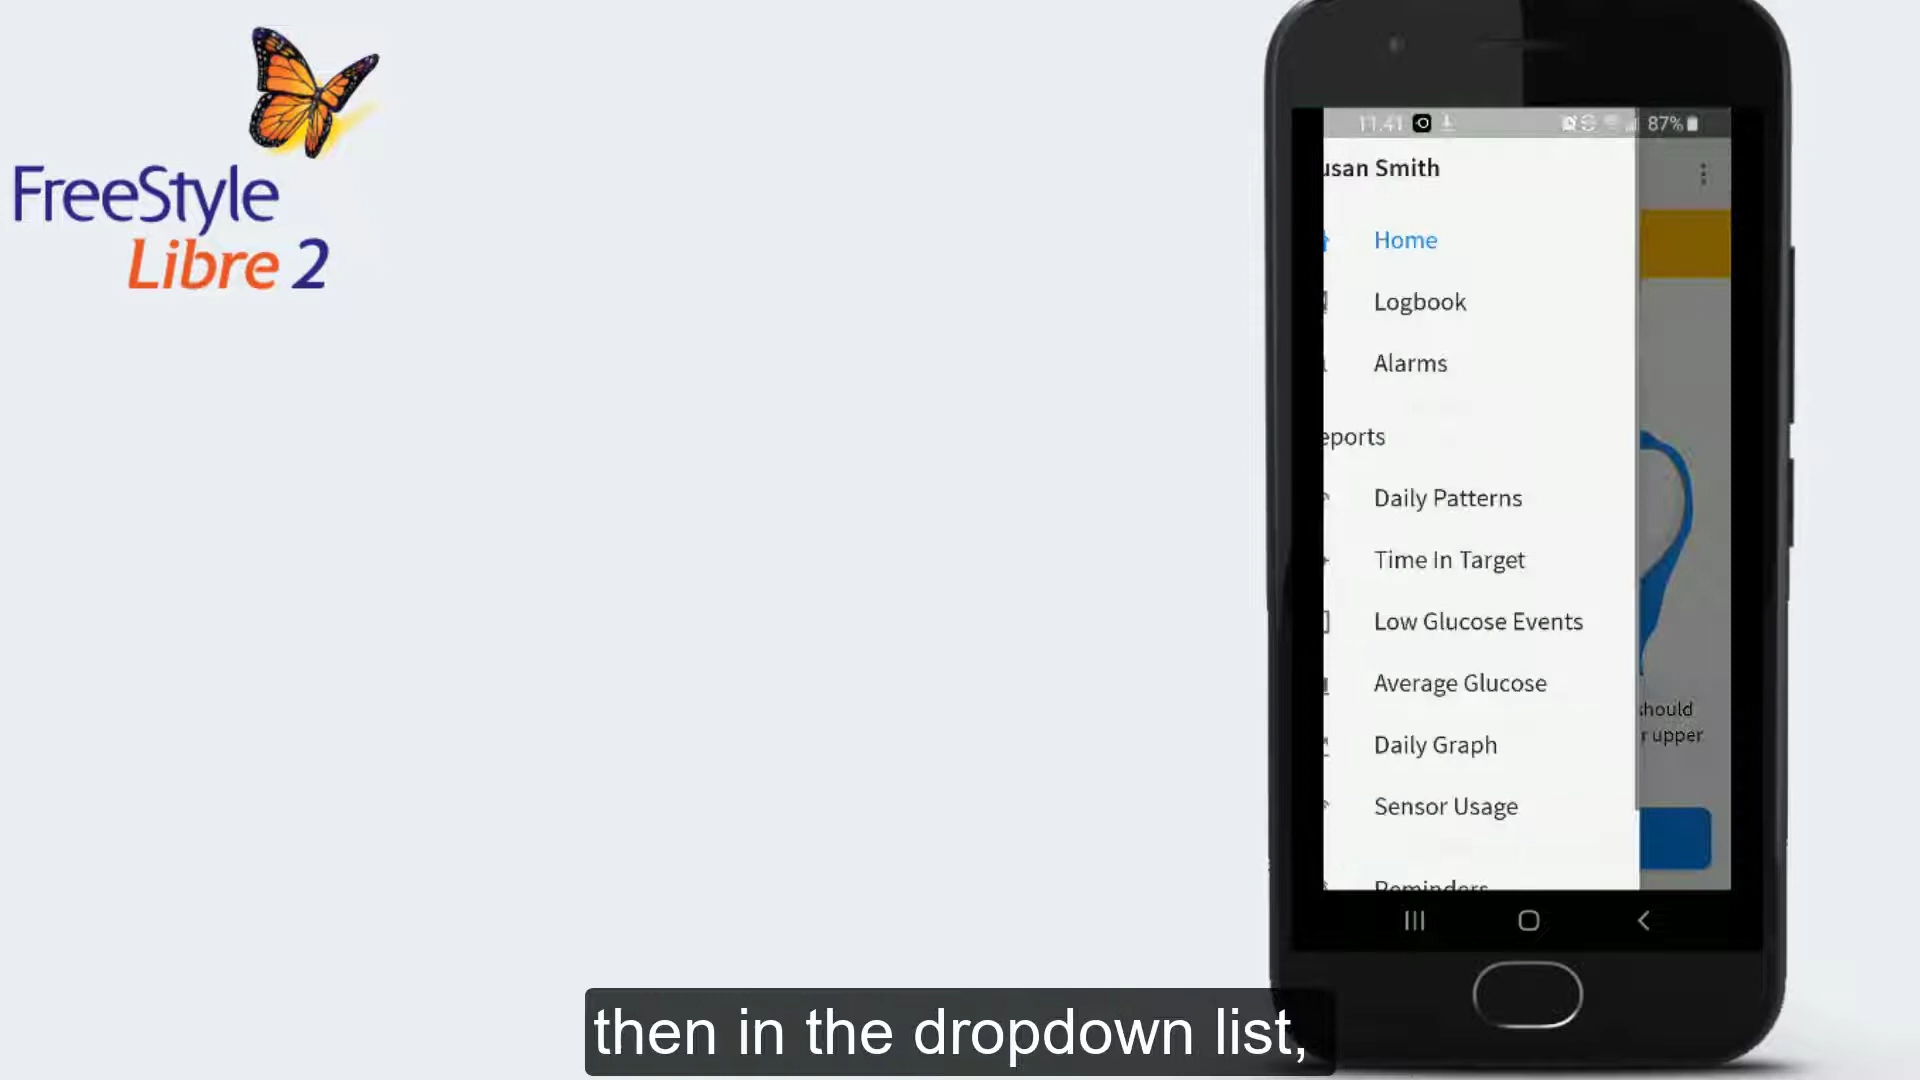 FreeStyle
Libre 2
11.41
87%
usan Smith
Home
Logbook
Alarms
eports
Daily Patterns
Time In Target
Low Glucose Events
Average Glucose
Daily Graph
Sensor Usage
Reminders
should
r upper
then in the dropdown list,